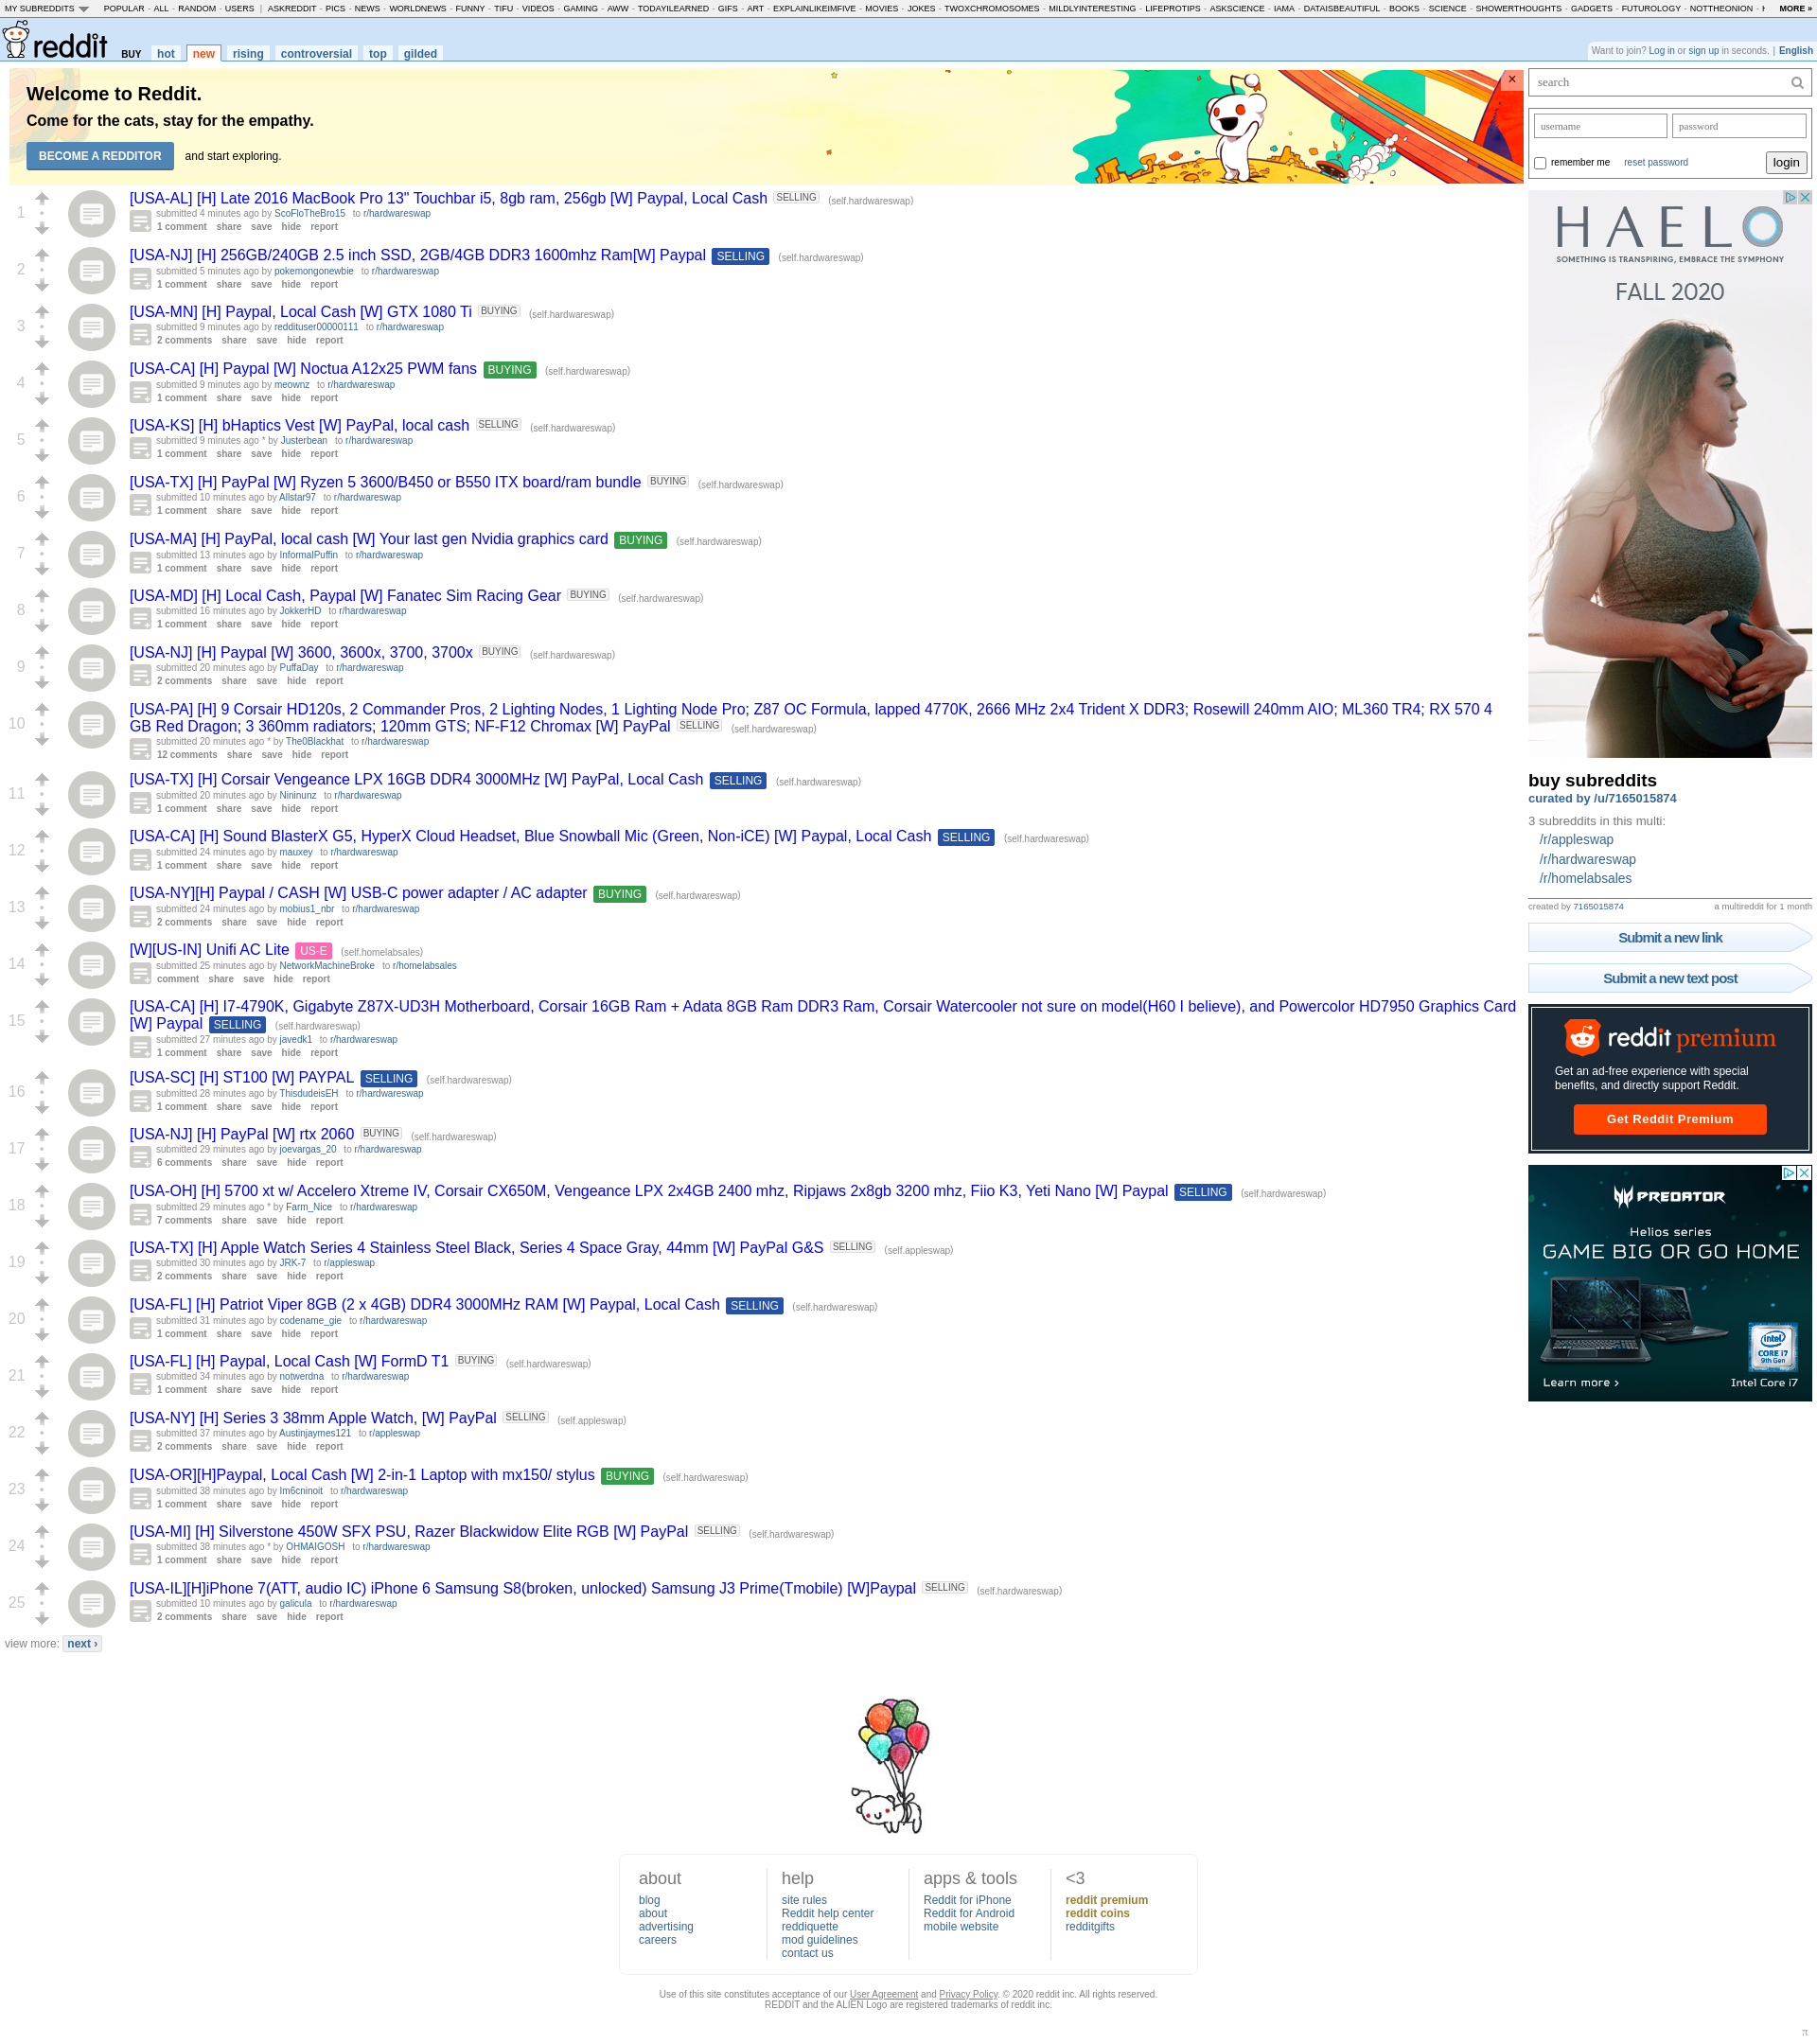 MY SUBREDDITS POPULAR - ALL - RANDOM - USERS | ASKREDDIT - PICS - NEWS - WORLDNEWS - FUNNY - TIFU - VIDEOS - GAMING - AWW - TODAYILEARNED - GIFS - ART - EXPLAINLIKEIMFIVE - MOVIES - JOKES - TWOXCHROMOSOMES - MILDLYINTERESTING - LIFEPROTIPS - ASKSCIENCE - IAMA - DATAISBEAUTIFUL - BOOKS - SCIENCE - SHOWERTHOUGHTS - GADGETS - FUTUROLOGY - NOTTHEONION - MORE »
reddit BUY hot new rising controversial top gilded
Want to join? Log in or sign up in seconds. | English
Welcome to Reddit.
Come for the cats, stay for the empathy.
BECOME A REDDITOR and start exploring.
1
[USA-AL] [H] Late 2016 MacBook Pro 13" Touchbar i5, 8gb ram, 256gb [W] Paypal, Local Cash SELLING (self.hardwareswap)
submitted 4 minutes ago by ScoFloTheBro15 to r/hardwareswap
1 comment share save hide report
2
[USA-NJ] [H] 256GB/240GB 2.5 inch SSD, 2GB/4GB DDR3 1600mhz Ram[W] Paypal SELLING (self.hardwareswap)
submitted 5 minutes ago by pokemongonewbie to r/hardwareswap
1 comment share save hide report
3
[USA-MN] [H] Paypal, Local Cash [W] GTX 1080 Ti BUYING (self.hardwareswap)
submitted 9 minutes ago by reddituser00000111 to r/hardwareswap
2 comments share save hide report
4
[USA-CA] [H] Paypal [W] Noctua A12x25 PWM fans BUYING (self.hardwareswap)
submitted 9 minutes ago by meownz to r/hardwareswap
1 comment share save hide report
5
[USA-KS] [H] bHaptics Vest [W] PayPal, local cash SELLING (self.hardwareswap)
submitted 9 minutes ago * by Justerbean to r/hardwareswap
1 comment share save hide report
6
[USA-TX] [H] PayPal [W] Ryzen 5 3600/B450 or B550 ITX board/ram bundle BUYING (self.hardwareswap)
submitted 10 minutes ago by Allstar97 to r/hardwareswap
1 comment share save hide report
7
[USA-MA] [H] PayPal, local cash [W] Your last gen Nvidia graphics card BUYING (self.hardwareswap)
submitted 13 minutes ago by InformalPuffin to r/hardwareswap
1 comment share save hide report
8
[USA-MD] [H] Local Cash, Paypal [W] Fanatec Sim Racing Gear BUYING (self.hardwareswap)
submitted 16 minutes ago by JokkerHD to r/hardwareswap
1 comment share save hide report
9
[USA-NJ] [H] Paypal [W] 3600, 3600x, 3700, 3700x BUYING (self.hardwareswap)
submitted 20 minutes ago by PuffaDay to r/hardwareswap
2 comments share save hide report
10
[USA-PA] [H] 9 Corsair HD120s, 2 Commander Pros, 2 Lighting Nodes, 1 Lighting Node Pro; Z87 OC Formula, lapped 4770K, 2666 MHz 2x4 Trident X DDR3; Rosewill 240mm AIO; ML360 TR4; RX 570 4
GB Red Dragon; 3 360mm radiators; 120mm GTS; NF-F12 Chromax [W] PayPal SELLING (self.hardwareswap)
submitted 20 minutes ago * by The0Blackhat to r/hardwareswap
12 comments share save hide report
11
[USA-TX] [H] Corsair Vengeance LPX 16GB DDR4 3000MHz [W] PayPal, Local Cash SELLING (self.hardwareswap)
submitted 20 minutes ago by Nininunz to r/hardwareswap
1 comment share save hide report
12
[USA-CA] [H] Sound BlasterX G5, HyperX Cloud Headset, Blue Snowball Mic (Green, Non-iCE) [W] Paypal, Local Cash SELLING (self.hardwareswap)
submitted 24 minutes ago by mauxey to r/hardwareswap
1 comment share save hide report
13
[USA-NY][H] Paypal / CASH [W] USB-C power adapter / AC adapter BUYING (self.hardwareswap)
submitted 24 minutes ago by mobius1_nbr to r/hardwareswap
2 comments share save hide report
14
[W][US-IN] Unifi AC Lite US-E (self.homelabsales)
submitted 25 minutes ago by NetworkMachineBroke to r/homelabsales
comment share save hide report
15
[USA-CA] [H] I7-4790K, Gigabyte Z87X-UD3H Motherboard, Corsair 16GB Ram + Adata 8GB Ram DDR3 Ram, Corsair Watercooler not sure on model(H60 I believe), and Powercolor HD7950 Graphics Card
[W] Paypal SELLING (self.hardwareswap)
submitted 27 minutes ago by javedk1 to r/hardwareswap
1 comment share save hide report
16
[USA-SC] [H] ST100 [W] PAYPAL SELLING (self.hardwareswap)
submitted 28 minutes ago by ThisdudeisEH to r/hardwareswap
1 comment share save hide report
17
[USA-NJ] [H] PayPal [W] rtx 2060 BUYING (self.hardwareswap)
submitted 29 minutes ago by joevargas_20 to r/hardwareswap
6 comments share save hide report
18
[USA-OH] [H] 5700 xt w/ Accelero Xtreme IV, Corsair CX650M, Vengeance LPX 2x4GB 2400 mhz, Ripjaws 2x8gb 3200 mhz, Fiio K3, Yeti Nano [W] Paypal SELLING (self.hardwareswap)
submitted 29 minutes ago * by Farm_Nice to r/hardwareswap
7 comments share save hide report
19
[USA-TX] [H] Apple Watch Series 4 Stainless Steel Black, Series 4 Space Gray, 44mm [W] PayPal G&S SELLING (self.appleswap)
submitted 30 minutes ago by JRK-7 to r/appleswap
2 comments share save hide report
20
[USA-FL] [H] Patriot Viper 8GB (2 x 4GB) DDR4 3000MHz RAM [W] Paypal, Local Cash SELLING (self.hardwareswap)
submitted 31 minutes ago by codename_gie to r/hardwareswap
1 comment share save hide report
21
[USA-FL] [H] Paypal, Local Cash [W] FormD T1 BUYING (self.hardwareswap)
submitted 34 minutes ago by notwerdna to r/hardwareswap
1 comment share save hide report
22
[USA-NY] [H] Series 3 38mm Apple Watch, [W] PayPal SELLING (self.appleswap)
submitted 37 minutes ago by Austinjaymes121 to r/appleswap
2 comments share save hide report
23
[USA-OR][H]Paypal, Local Cash [W] 2-in-1 Laptop with mx150/ stylus BUYING (self.hardwareswap)
submitted 38 minutes ago by Im6cninoit to r/hardwareswap
1 comment share save hide report
24
[USA-MI] [H] Silverstone 450W SFX PSU, Razer Blackwidow Elite RGB [W] PayPal SELLING (self.hardwareswap)
submitted 38 minutes ago * by OHMAIGOSH to r/hardwareswap
1 comment share save hide report
25
[USA-IL][H]iPhone 7(ATT, audio IC) iPhone 6 Samsung S8(broken, unlocked) Samsung J3 Prime(Tmobile) [W]Paypal SELLING (self.hardwareswap)
submitted 10 minutes ago by galicula to r/hardwareswap
2 comments share save hide report
view more: next ›
search
username password
remember me reset password login
HAELO
SOMETHING IS TRANSPIRING, EMBRACE THE SYMPHONY
FALL 2020
buy subreddits
curated by /u/7165015874
3 subreddits in this multi:
/r/appleswap
/r/hardwareswap
/r/homelabsales
created by 7165015874 a multireddit for 1 month
Submit a new link
Submit a new text post
reddit premium
Get an ad-free experience with special
benefits, and directly support Reddit.
Get Reddit Premium
PREDATOR
Helios series
GAME BIG OR GO HOME
intel
CORE i7
9th Gen
Learn more > Intel Core i7
about
blog
about
advertising
careers
help
site rules
Reddit help center
reddiquette
mod guidelines
contact us
apps & tools
Reddit for iPhone
Reddit for Android
mobile website
<3
reddit premium
reddit coins
redditgifts
Use of this site constitutes acceptance of our User Agreement and Privacy Policy. © 2020 reddit inc. All rights reserved.
REDDIT and the ALIEN Logo are registered trademarks of reddit inc.
π